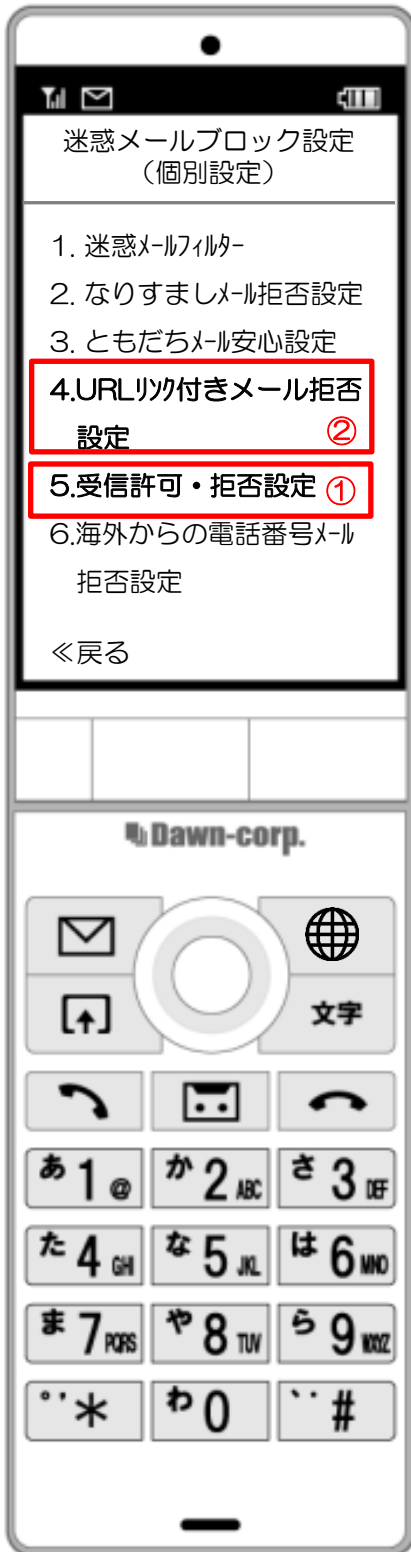 迷惑メールブロック設定
（個別設定）
1. 迷惑ﾒｰﾙﾌｨﾙﾀｰ
2. なりすましﾒｰﾙ拒否設定
3. ともだちﾒｰﾙ安心設定
4.URLﾘﾝｸ付きメール拒否
設定 ②
5.受信許可・拒否設定 ①
6.海外からの電話番号ﾒｰﾙ
拒否設定
≪戻る
Dawn-corp.
文字
あ 1 @ か 2 ABC さ 3 DEF
た 4 GHI な 5 JKL は 6 MNO
ま 7 PQRS や 8 TUV ら 9 WXYZ
゜'* わ 0 、゛#